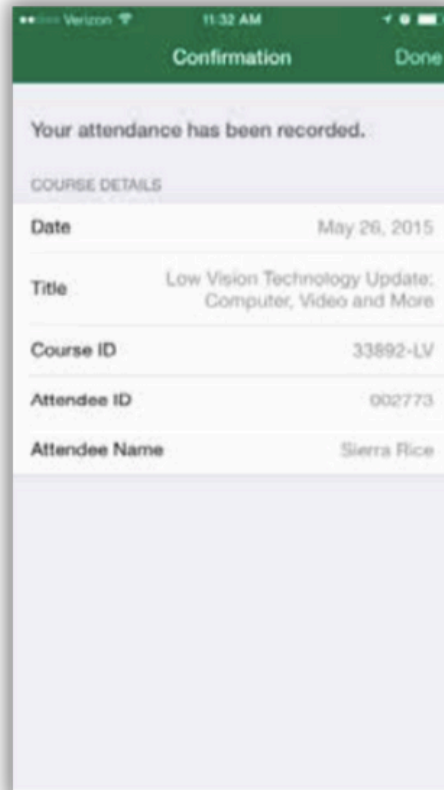 Verizon 11:32 AM
Confirmation Done
Your attendance has been recorded.
COURSE DETAILS
Date May 26, 2015
Title Low Vision Technology Update:
Computer, Video and More
Course ID 33892-LV
Attendee ID 002773
Attendee Name Sierra Rice